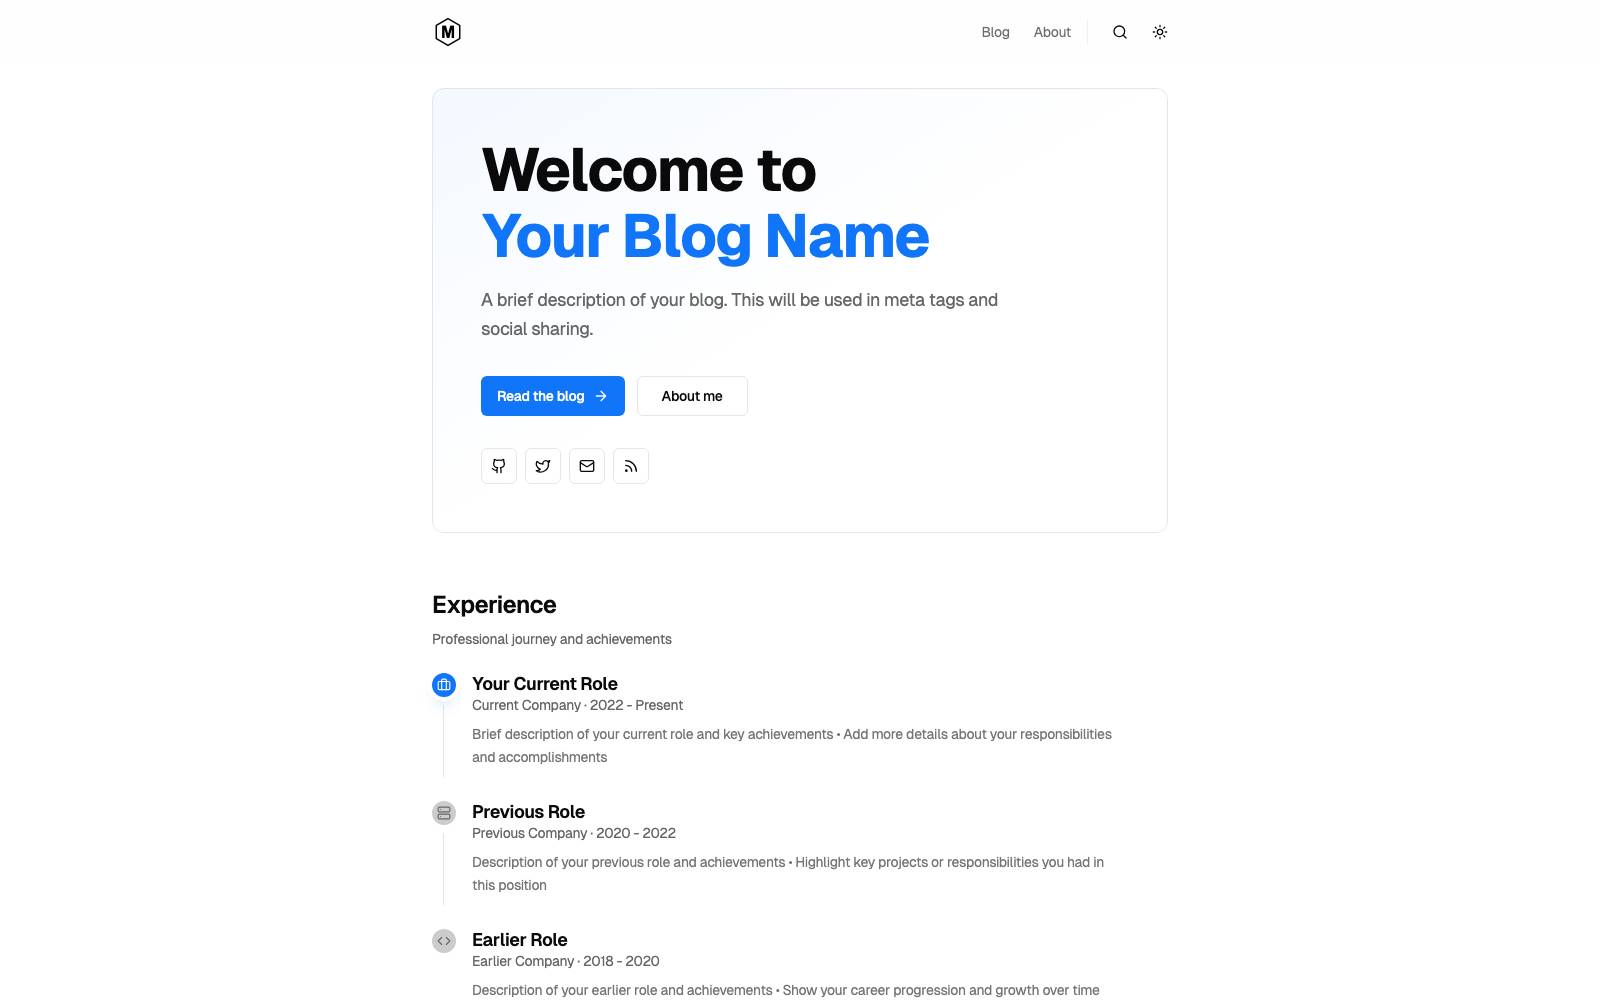 M
Blog
About
Welcome to
Your Blog Name
A brief description of your blog. This will be used in meta tags and
social sharing.
Read the blog
About me
Experience
Professional journey and achievements
Your Current Role
Current Company · 2022 - Present
Brief description of your current role and key achievements • Add more details about your responsibilities
and accomplishments
Previous Role
Previous Company · 2020 - 2022
Description of your previous role and achievements • Highlight key projects or responsibilities you had in
this position
Earlier Role
Earlier Company · 2018 - 2020
Description of your earlier role and achievements • Show your career progression and growth over time